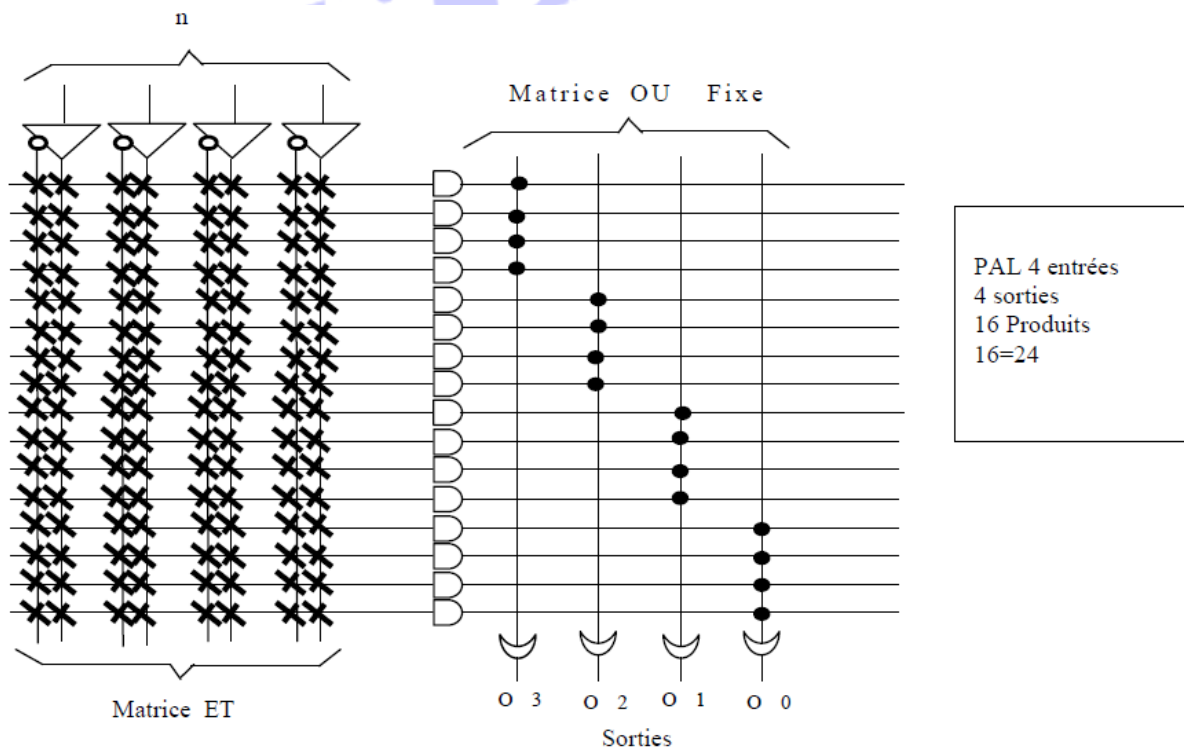 n
Matrice OU Fixe
PAL 4 entrées
4 sorties
16 Produits
16=24
Matrice ET
O 3 O 2 O 1 O 0
Sorties